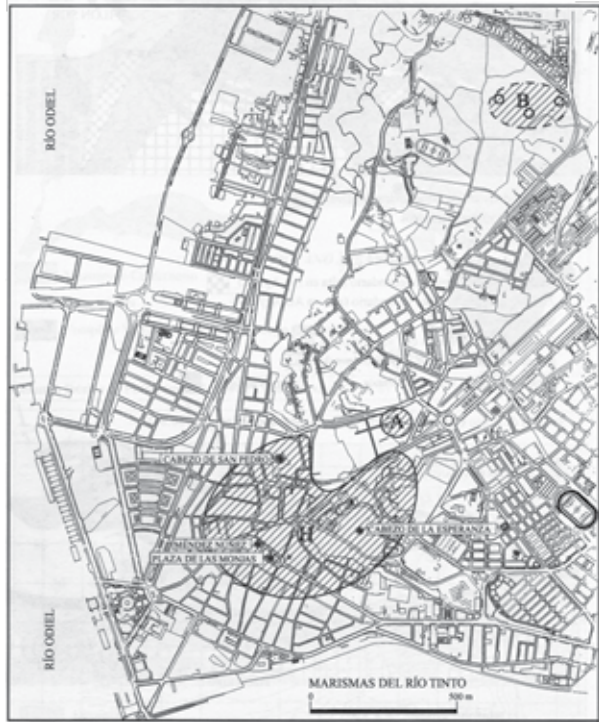 RÍO ODIEL
B
A
CABEZO DE SAN PEDRO
H
CABEZO DE LA ESPERANZA
MÉNDEZ NUÑEZ
PLAZA DE LAS MONJAS
RÍO ODIEL
MARISMAS DEL RÍO TINTO
0 500 m